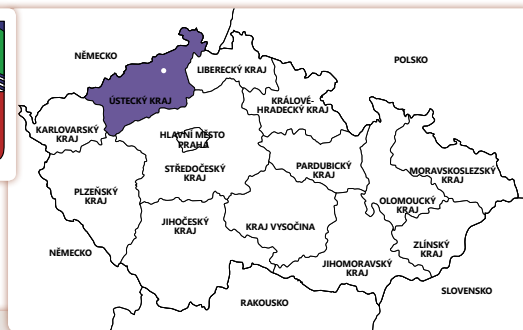 NĚMECKO
POLSKO
LIBERECKÝ KRAJ
ÚSTECKÝ KRAJ
KRÁLOVÉ-
HRADECKÝ KRAJ
KARLOVARSKÝ
KRAJ
HLAVNÍ MĚSTO
PRAHA
STŘEDOČESKÝ
KRAJ
PARDUBICKÝ
KRAJ
MORAVSKOSLEZSKÝ
KRAJ
PLZEŇSKÝ
KRAJ
OLOMOUCKÝ
KRAJ
JIHOČESKÝ
KRAJ
KRAJ VYSOČINA
ZLÍNSKÝ
KRAJ
NĚMECKO
JIHOMORAVSKÝ
KRAJ
SLOVENSKO
RAKOUSKO